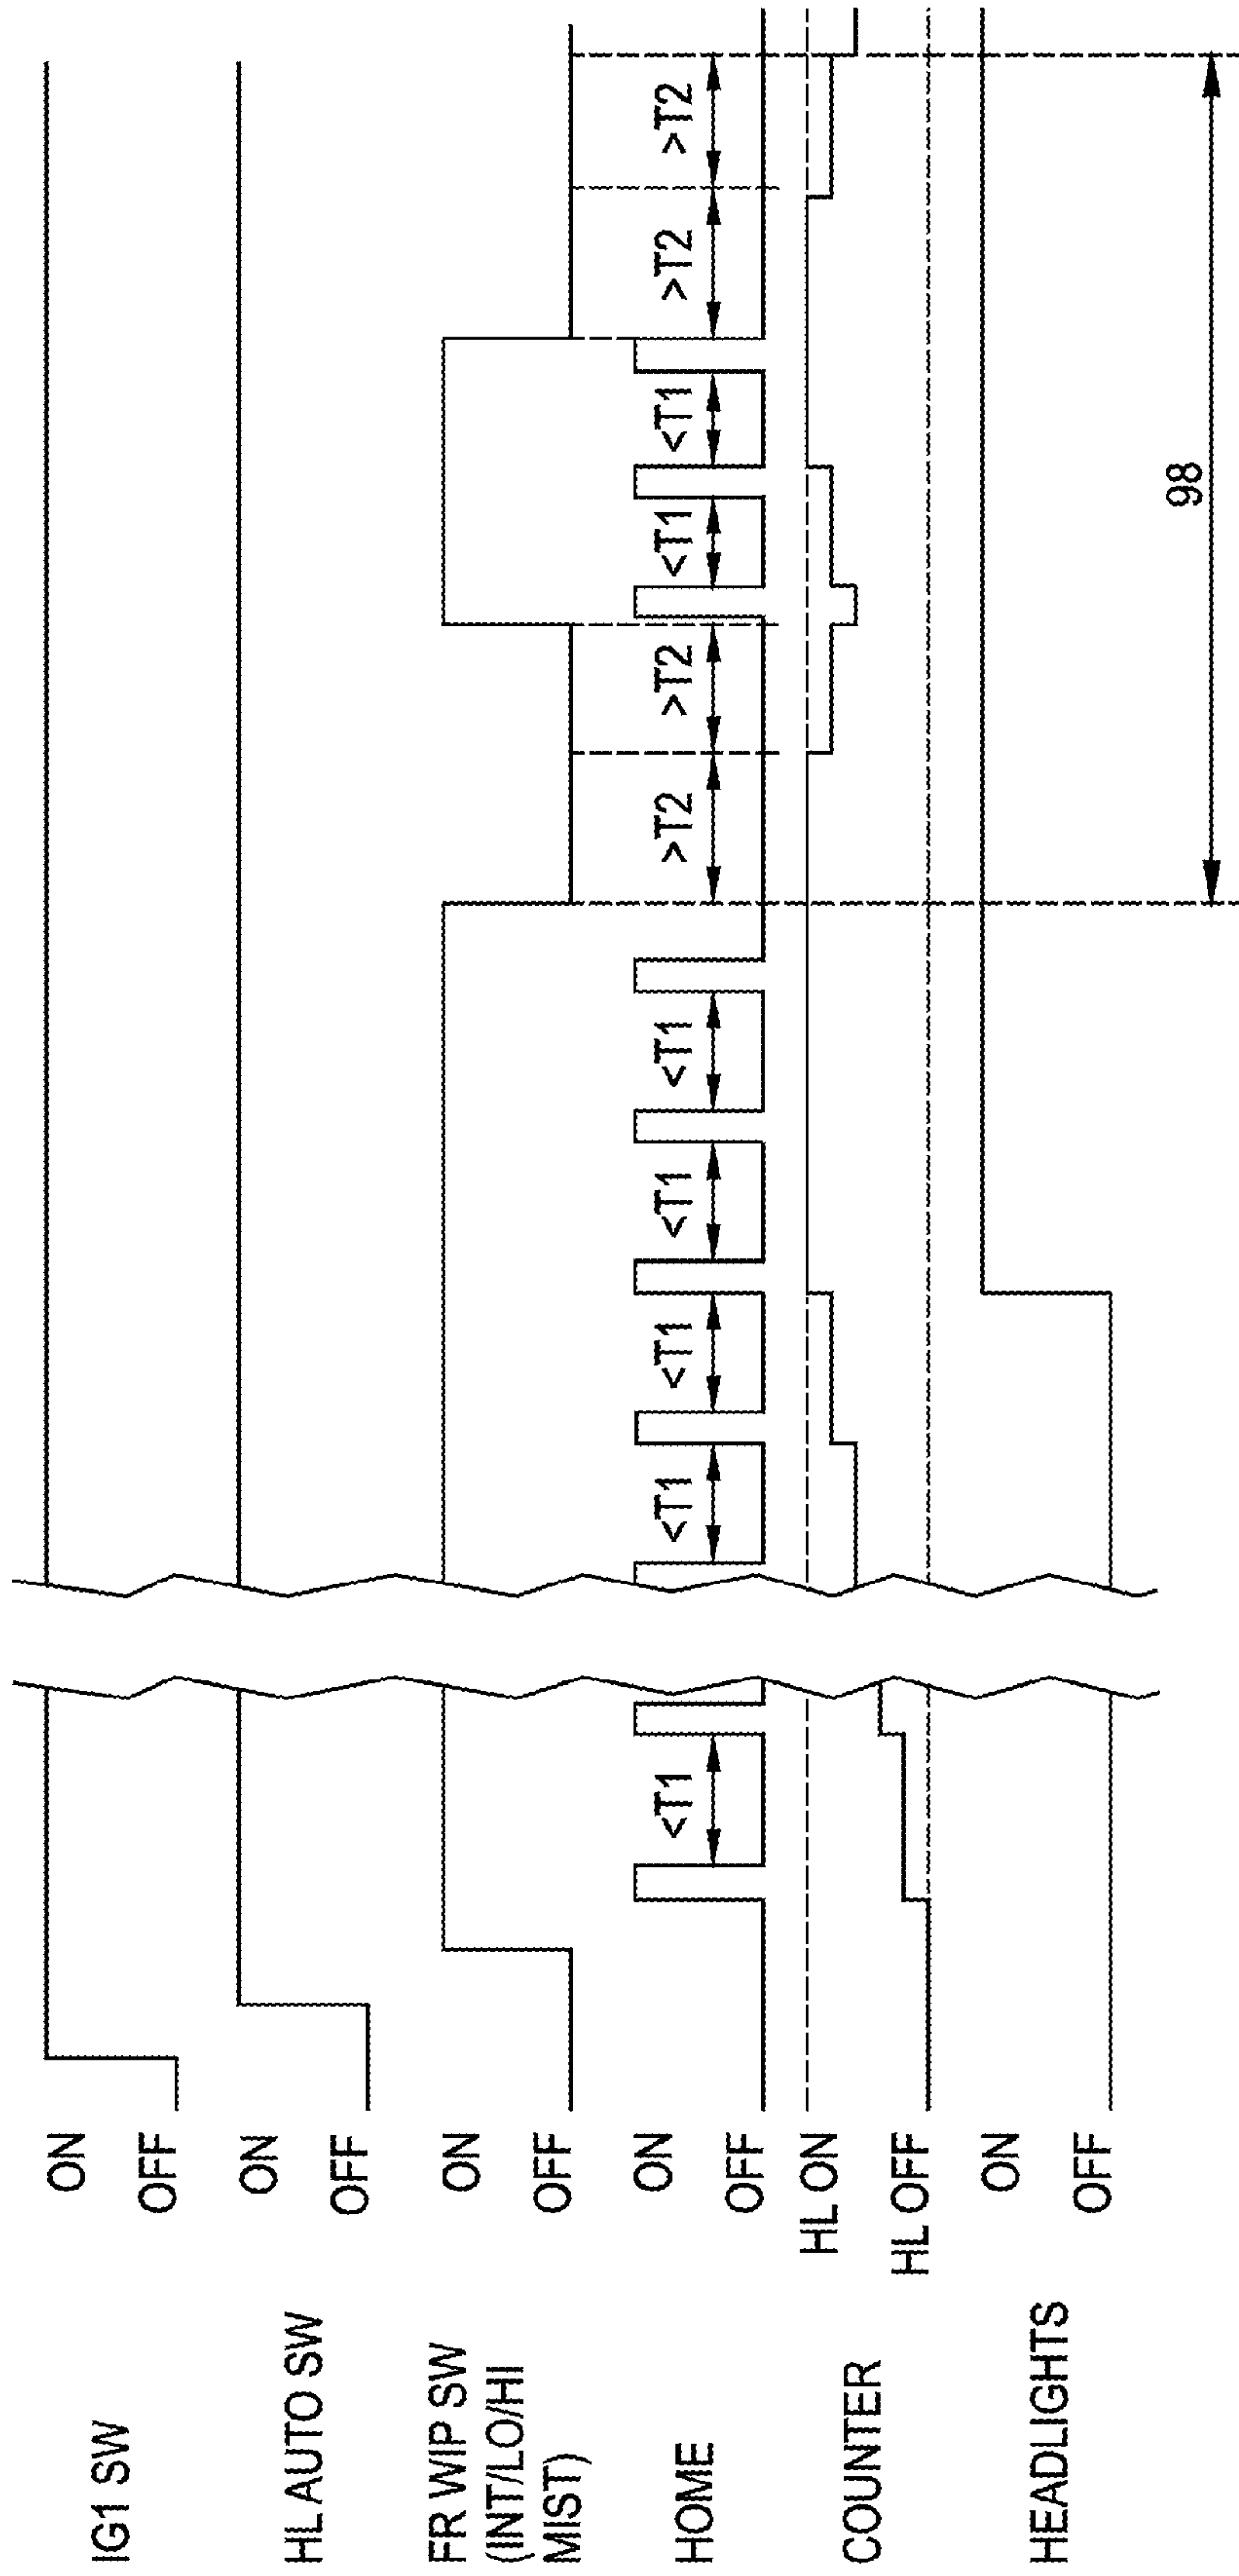 IG1 SW
ON
OFF
HL AUTO SW
ON
OFF
FR WIP SW
(INT/LO/HI
MIST)
ON
OFF
HOME
ON
OFF
<T1
<T1
<T1
<T1
<T1
>T2
>T2
<T1
<T1
>T2
>T2
COUNTER
HL ON
HL OFF
HEADLIGHTS
ON
OFF
98